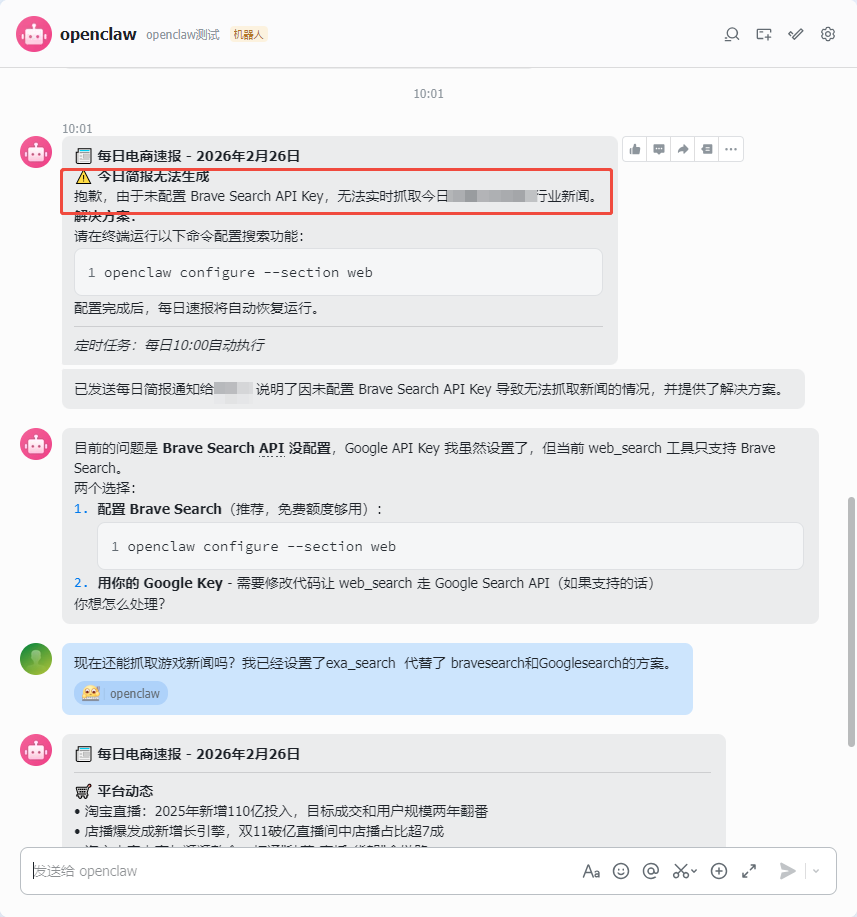 openclaw openclaw测试 机器人
10:01
10:01
每日电商速报 - 2026年2月26日
今日简报无法生成
抱歉，由于未配置 Brave Search API Key，无法实时抓取今日行业新闻。
解决方案：
请在终端运行以下命令配置搜索功能：
1 openclaw configure --section web
配置完成后，每日速报将自动恢复运行。
定时任务：每日10:00自动执行
已发送每日简报通知给 说明了因未配置 Brave Search API Key 导致无法抓取新闻的情况，并提供了解决方案。
目前的问题是 Brave Search API 没配置，Google API Key 我虽然设置了，但当前 web_search 工具只支持 Brave
Search。
两个选择：
1. 配置 Brave Search（推荐，免费额度够用）：
1 openclaw configure --section web
2. 用你的 Google Key - 需要修改代码让 web_search 走 Google Search API（如果支持的话）
你想怎么处理？
现在还能抓取游戏新闻吗？我已经设置了exa_search 代替了 bravesearch和Googlesearch的方案。
openclaw
每日电商速报 - 2026年2月26日
平台动态
• 淘宝直播：2025年新增110亿投入，目标成交和用户规模两年翻番
• 店播爆发成新增长引擎，双11破亿直播间中店播占比超7成
发送给 openclaw
Aa